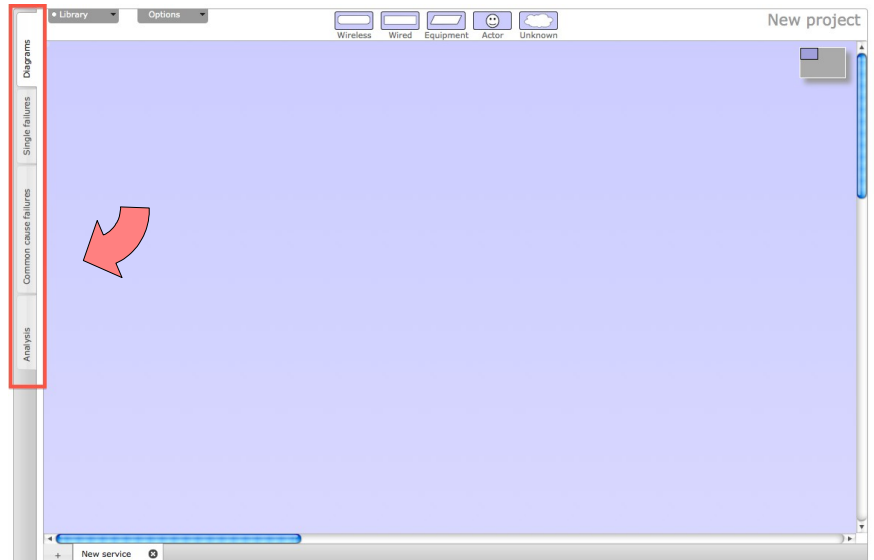 • Library
Options
New project
Wireless
Wired
Equipment
Actor
Unknown
Diagrams
Single failures
Common cause failures
Analysis
+
New service